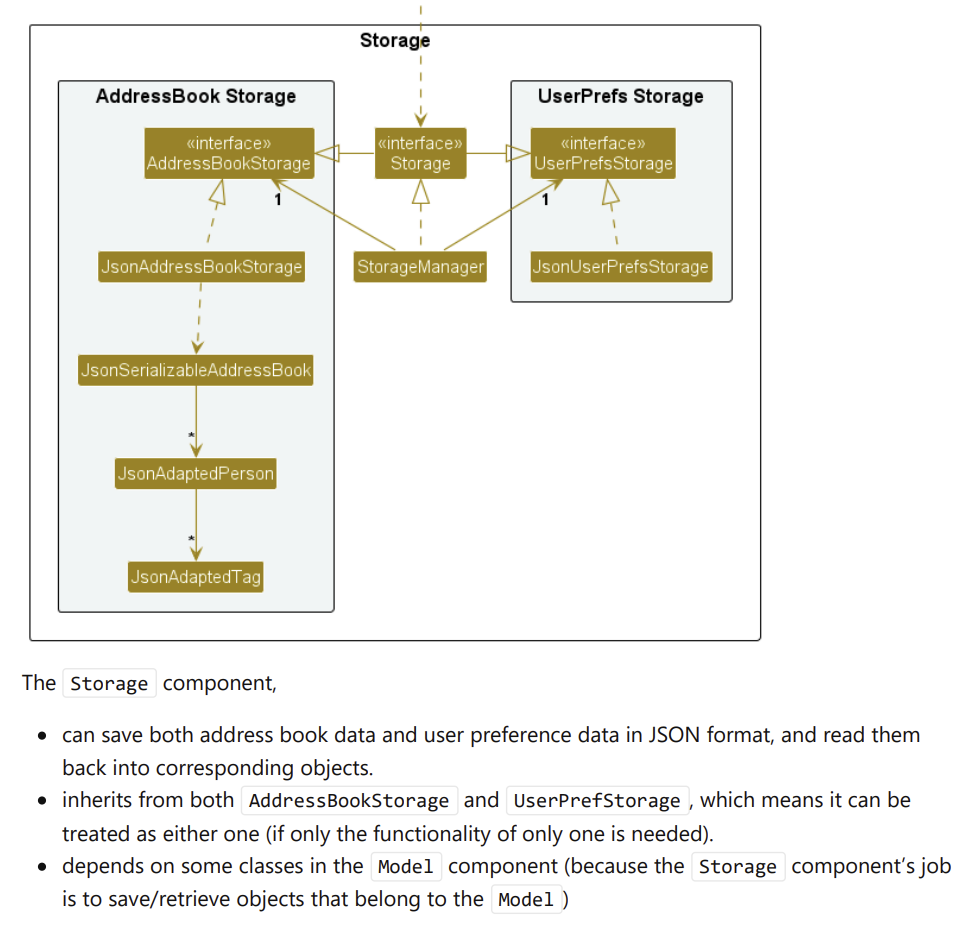 Storage
AddressBook Storage
UserPrefs Storage
«interface»
AddressBookStorage
«interface»
Storage
«interface»
UserPrefsStorage
1
1
JsonAddressBookStorage
StorageManager
JsonUserPrefsStorage
JsonSerializableAddressBook
*
JsonAdaptedPerson
*
JsonAdaptedTag
The Storage component,
• can save both address book data and user preference data in JSON format, and read them
back into corresponding objects.
• inherits from both AddressBookStorage and UserPrefStorage, which means it can be
treated as either one (if only the functionality of only one is needed).
• depends on some classes in the Model component (because the Storage component’s job
is to save/retrieve objects that belong to the Model)